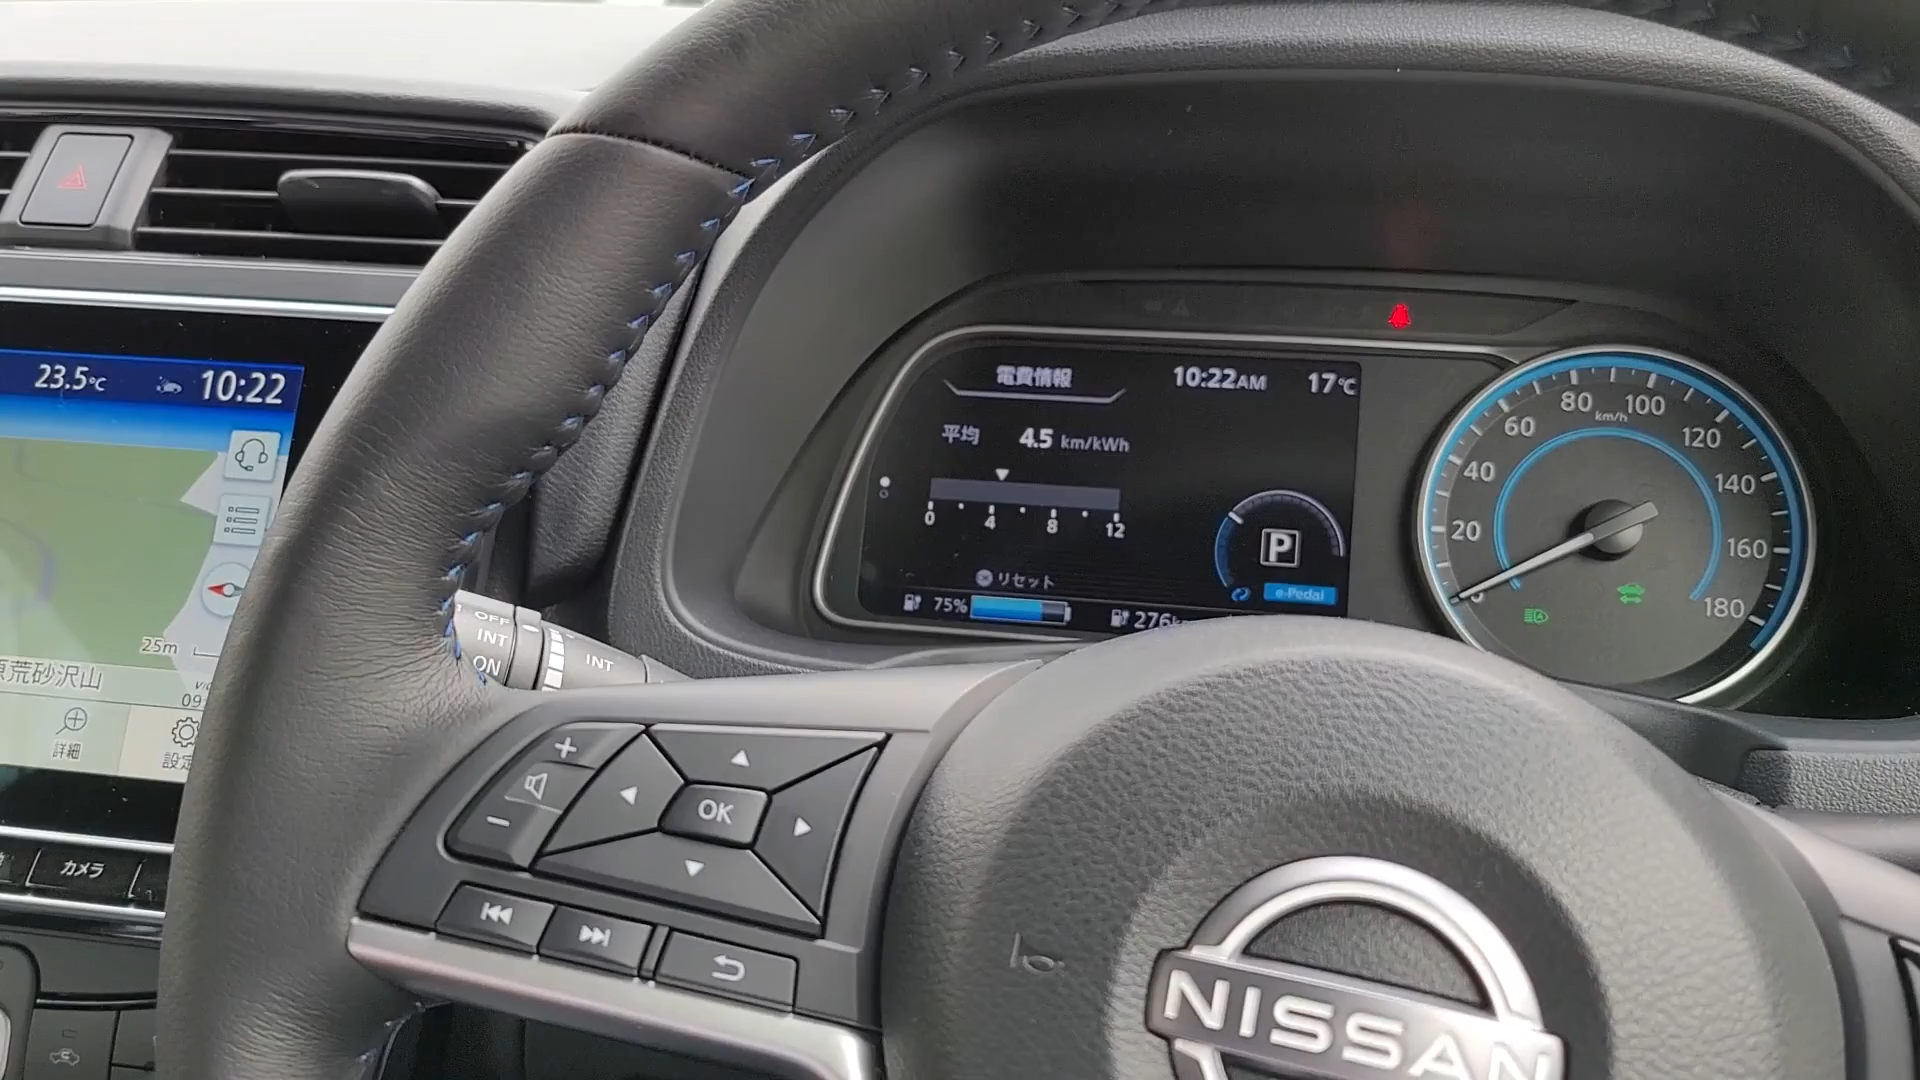 23.5℃
10:22
25m
荒砂沢山
詳細
設定
カメラ
電費情報
10:22AM
17℃
平均 4.5 km/kWh
0 4 8 12
リセット
P
e-Pedal
75%
276
0 20 40 60 80 100 120 140 160 180
km/h
OFF
INT
ON
INT
+
−
OK
NISSAN